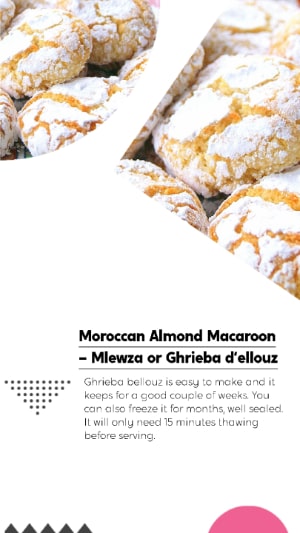 Moroccan Almond Macaroon
– Mlewza or Ghrieba d'ellouz
Ghrieba bellouz is easy to make and it
keeps for a good couple of weeks. You
can also freeze it for months, well sealed.
It will only need 15 minutes thawing
before serving.